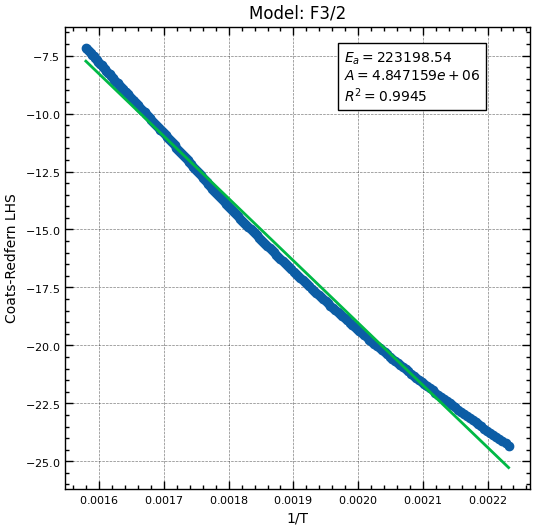 Model: F3/2
Eₐ = 223198.54
A = 4.847159e + 06
R² = 0.9945
Coats-Redfern LHS
−7.5
−10.0
−12.5
−15.0
−17.5
−20.0
−22.5
−25.0
0.0016 0.0017 0.0018 0.0019 0.0020 0.0021 0.0022
1/T